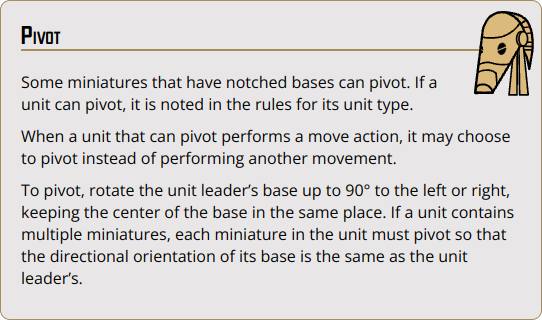 Pivot
Some miniatures that have notched bases can pivot. If a
unit can pivot, it is noted in the rules for its unit type.
When a unit that can pivot performs a move action, it may choose
to pivot instead of performing another movement.
To pivot, rotate the unit leader’s base up to 90° to the left or right,
keeping the center of the base in the same place. If a unit contains
multiple miniatures, each miniature in the unit must pivot so that
the directional orientation of its base is the same as the unit
leader’s.